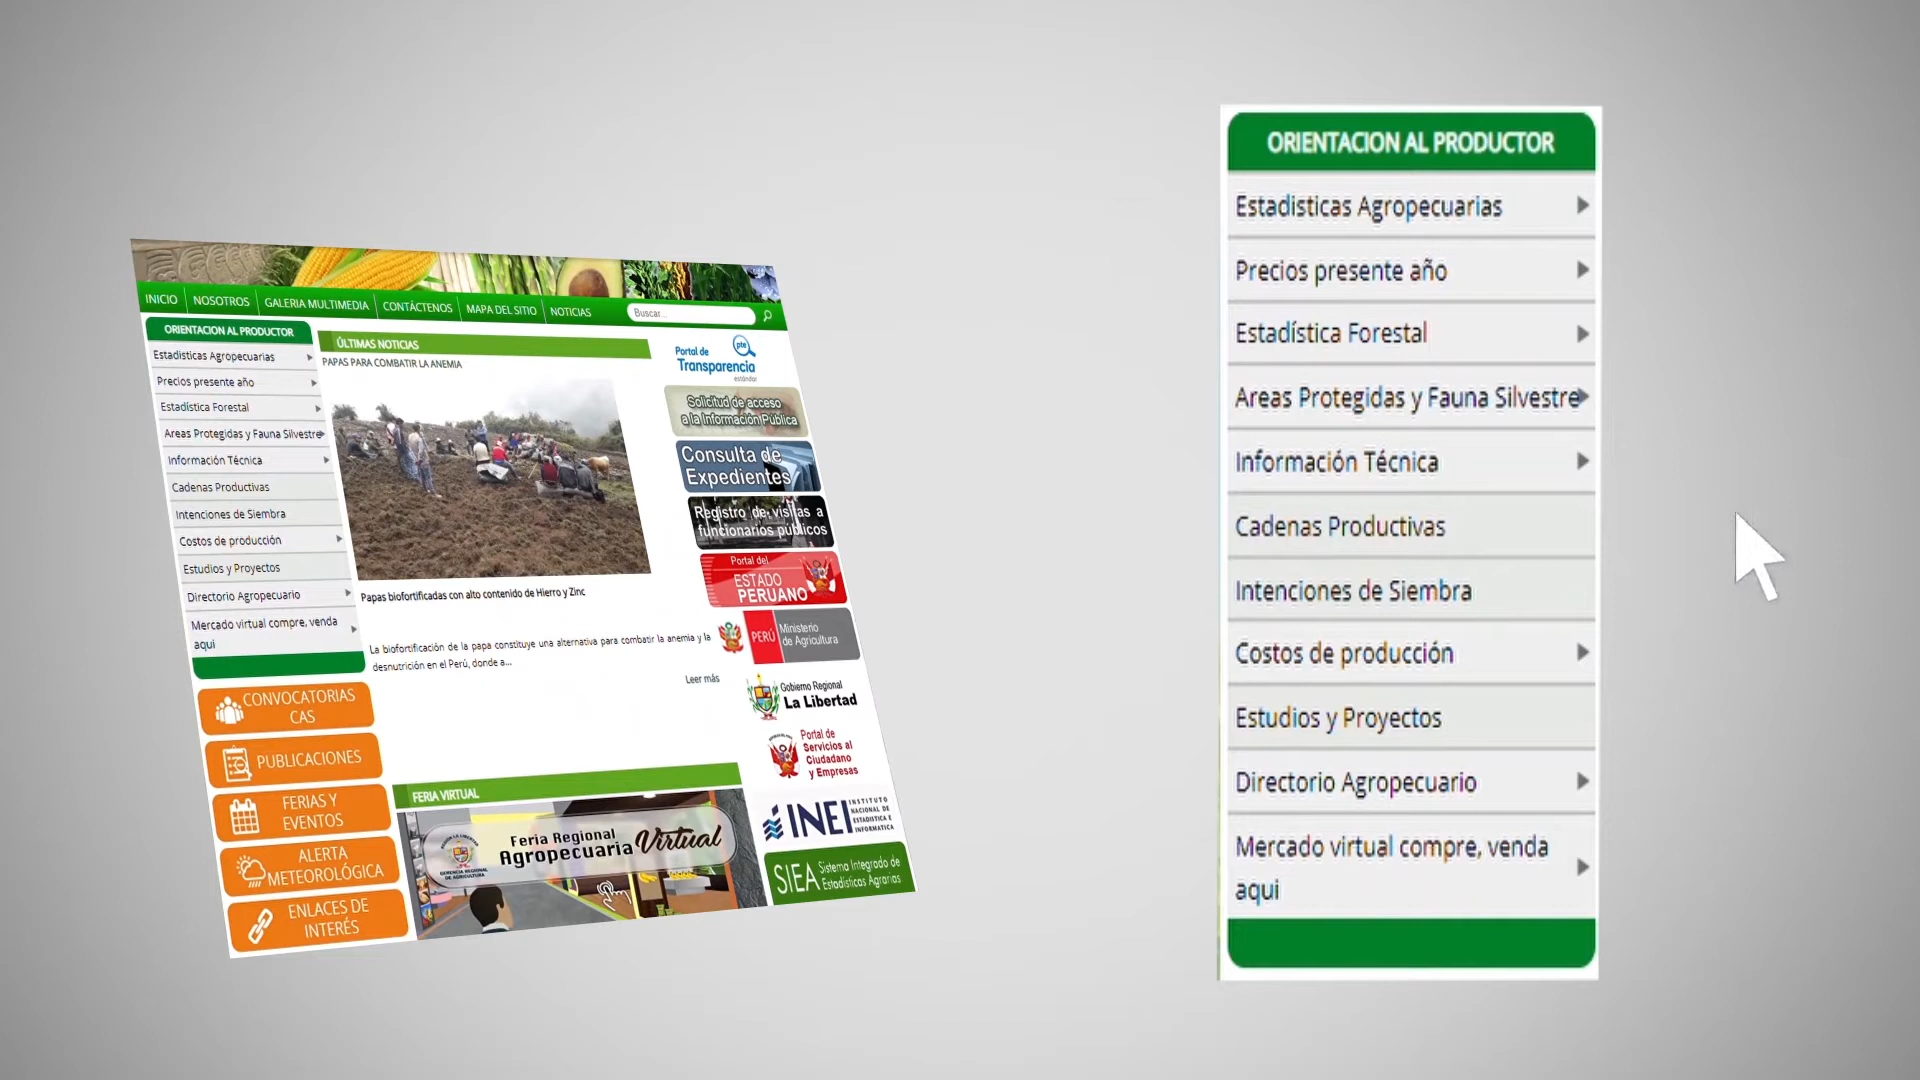 INICIO
NOSOTROS
GALERIA MULTIMEDIA
CONTÁCTENOS
MAPA DEL SITIO
NOTICIAS
Buscar...
ORIENTACION AL PRODUCTOR
Estadisticas Agropecuarias
Precios presente año
Estadística Forestal
Areas Protegidas y Fauna Silvestre
Información Técnica
Cadenas Productivas
Intenciones de Siembra
Costos de producción
Estudios y Proyectos
Directorio Agropecuario
Mercado virtual compre, venda
aqui
CONVOCATORIAS
CAS
PUBLICACIONES
FERIAS Y
EVENTOS
ALERTA
METEOROLÓGICA
ENLACES DE
INTERÉS
ÚLTIMAS NOTICIAS
PAPAS PARA COMBATIR LA ANEMIA
Papas biofortificadas con alto contenido de Hierro y Zinc
La biofortificación de la papa constituye una alternativa para combatir la anemia y la
desnutrición en el Perú, donde a...
Leer más
FERIA VIRTUAL
Feria Regional
Agropecuaria Virtual
GERENCIA REGIONAL
DE AGRICULTURA
Portal de
Transparencia
estándar
pte
Solicitud de acceso
a la Información Pública
Consulta de
Expedientes
Registro de visitas a
funcionarios públicos
Portal del
ESTADO
PERUANO
PERÚ
Ministerio
de Agricultura
Gobierno Regional
La Libertad
Portal de
Servicios al
Ciudadano
y Empresas
INEI
INSTITUTO
NACIONAL DE
ESTADISTICA E
INFORMATICA
SIEA
Sistema Integrado de
Estadísticas Agrarias
ORIENTACION AL PRODUCTOR
Estadisticas Agropecuarias
Precios presente año
Estadística Forestal
Areas Protegidas y Fauna Silvestre
Información Técnica
Cadenas Productivas
Intenciones de Siembra
Costos de producción
Estudios y Proyectos
Directorio Agropecuario
Mercado virtual compre, venda
aqui